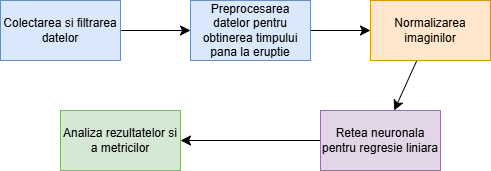 Colectarea si filtrarea
datelor
Preprocesarea
datelor pentru
obtinerea timpului
pana la eruptie
Normalizarea
imaginilor
Retea neuronala
pentru regresie liniara
Analiza rezultatelor si
a metricilor